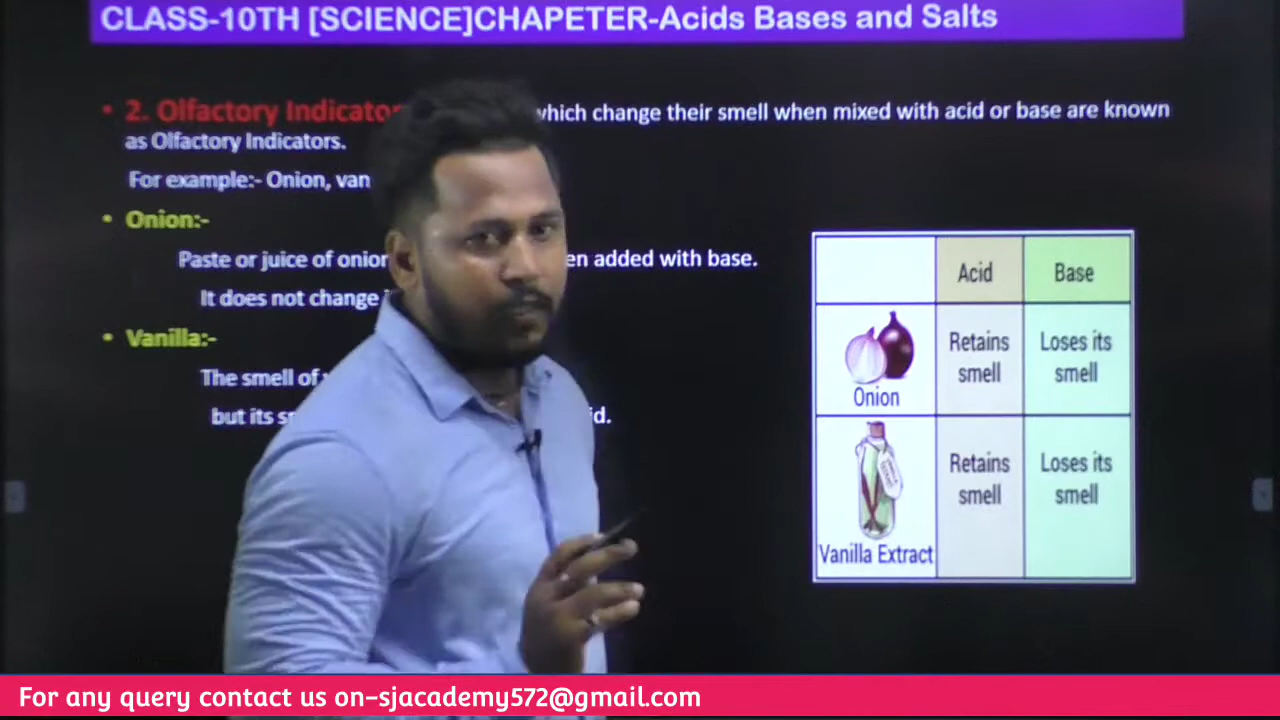 CLASS-10TH [SCIENCE]CHAPETER-Acids Bases and Salts
• 2. Olfactory Indicator which change their smell when mixed with acid or base are known
as Olfactory Indicators.
For example:- Onion, van
• Onion:-
Paste or juice of onion added with base.
It does not change
• Vanilla:-
The smell of
but its
Acid Base
Retains smell
Loses its smell
Onion
Retains smell
Loses its smell
Vanilla Extract
For any query contact us on-sjacademy572@gmail.com